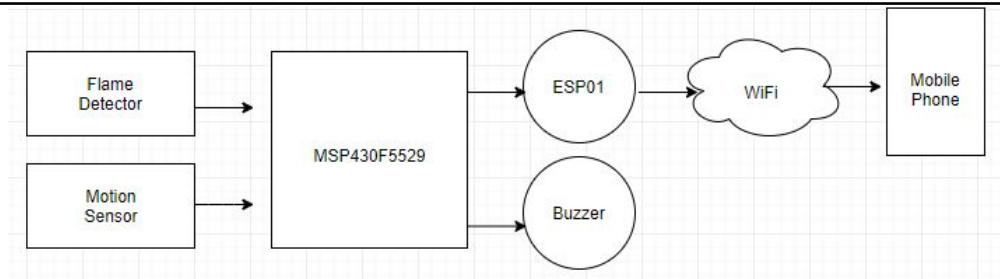 Flame
Detector
Motion
Sensor
MSP430F5529
ESP01
Buzzer
WiFi
Mobile
Phone